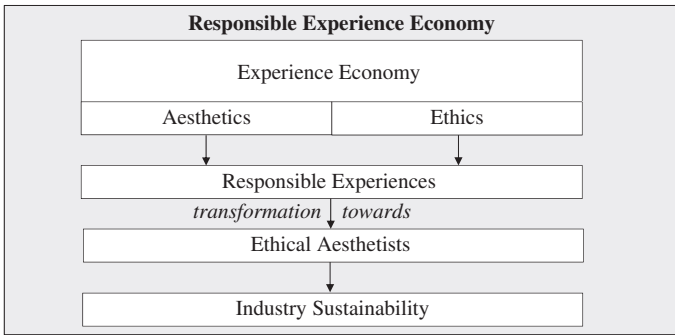 Responsible Experience Economy
Experience Economy
Aesthetics Ethics
Responsible Experiences
transformation towards
Ethical Aesthetists
Industry Sustainability